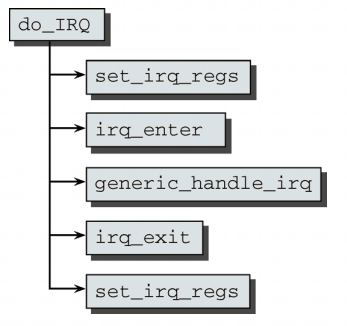 do_IRQ
set_irq_regs
irq_enter
generic_handle_irq
irq_exit
set_irq_regs